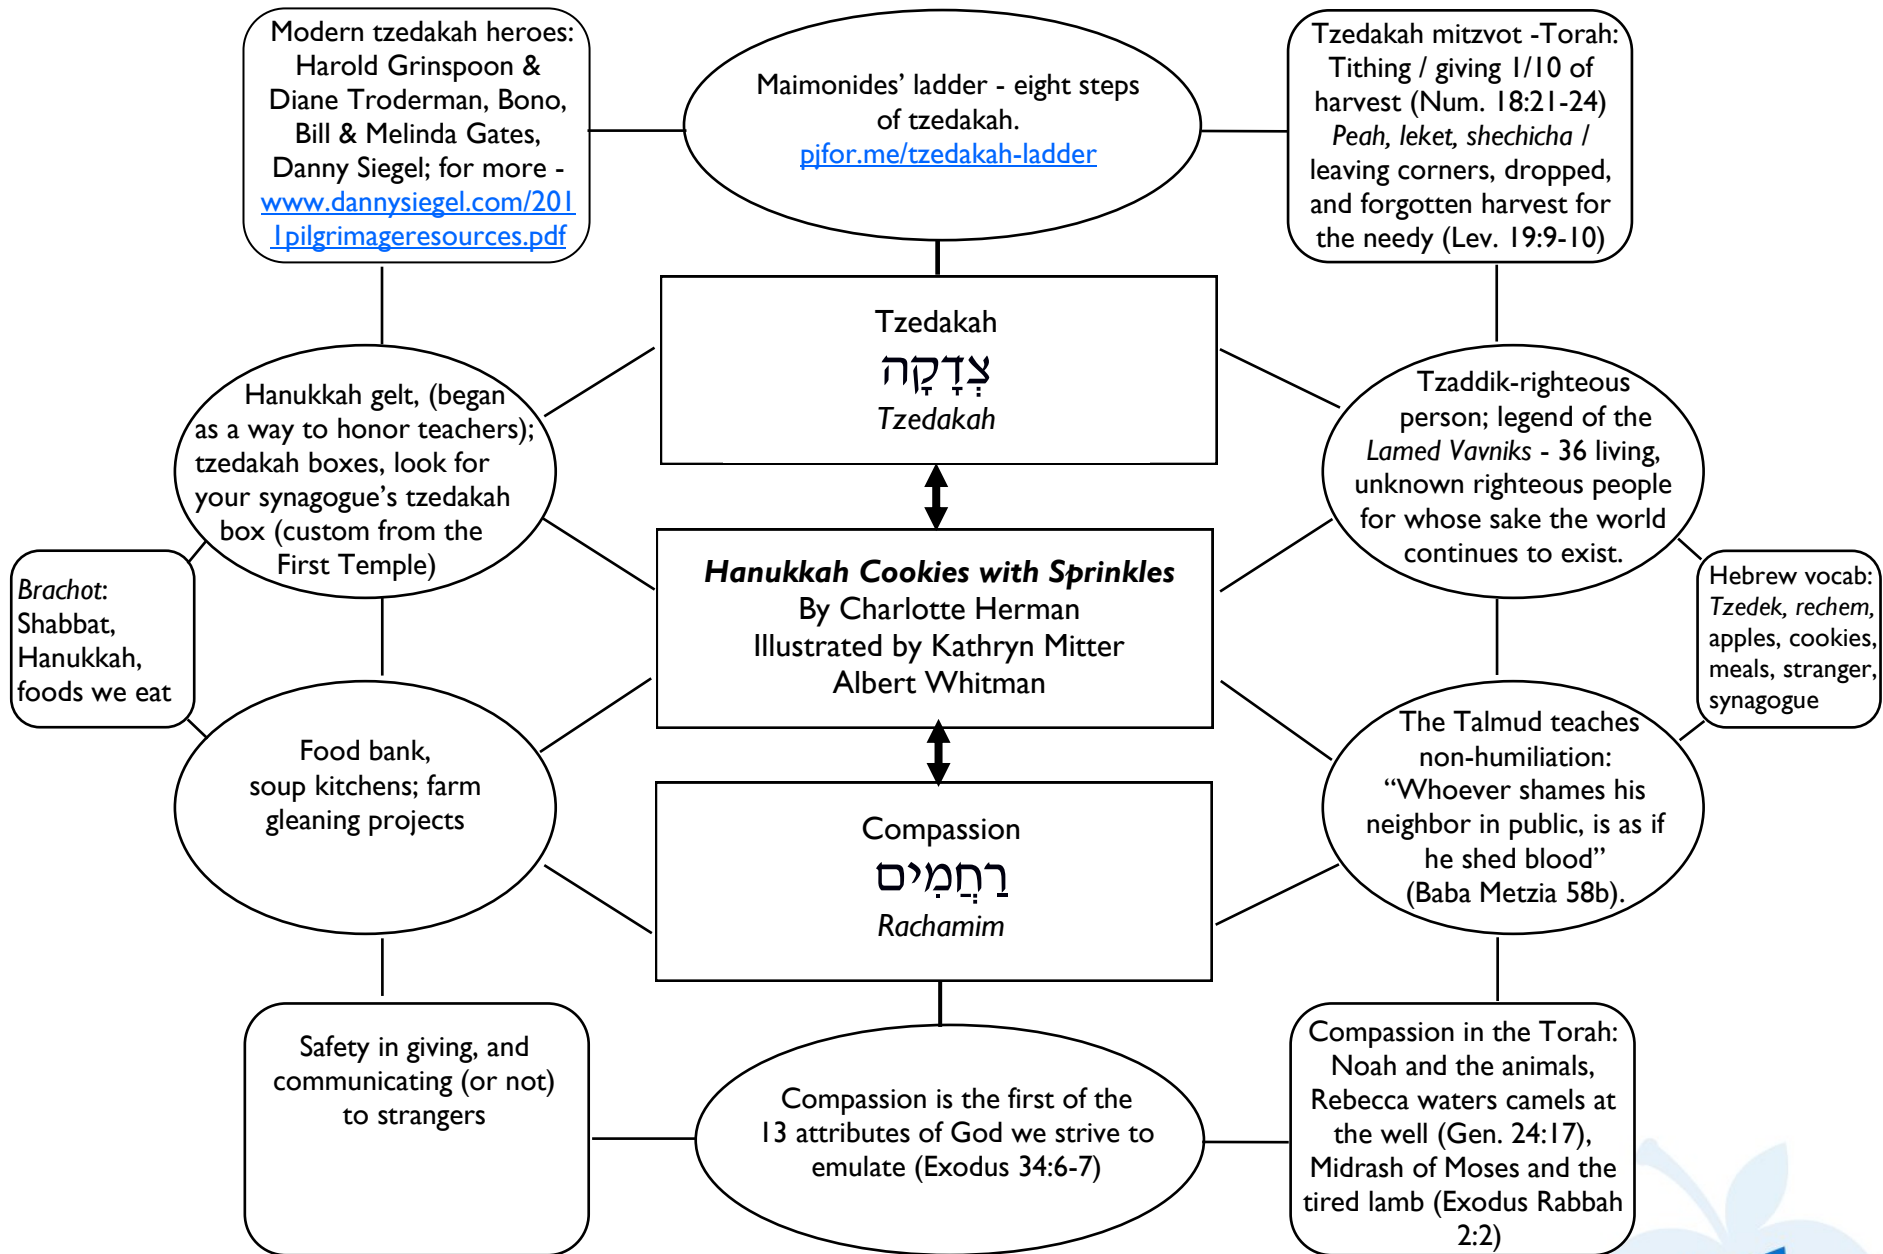 Modern tzedakah heroes:
Harold Grinspoon &
Diane Troderman, Bono,
Bill & Melinda Gates,
Danny Siegel; for more -
www.dannysiegel.com/201
1pilgrimageresources.pdf
Maimonides’ ladder - eight steps
of tzedakah.
pjfor.me/tzedakah-ladder
Tzedakah mitzvot -Torah:
Tithing / giving 1/10 of
harvest (Num. 18:21-24)
Peah, leket, shechicha /
leaving corners, dropped,
and forgotten harvest for
the needy (Lev. 19:9-10)
Tzedakah
צְדָקָה
Tzedakah
Hanukkah gelt, (began
as a way to honor teachers);
tzedakah boxes, look for
your synagogue’s tzedakah
box (custom from the
First Temple)
Tzaddik-righteous
person; legend of the
Lamed Vavniks - 36 living,
unknown righteous people
for whose sake the world
continues to exist.
Brachot:
Shabbat,
Hanukkah,
foods we eat
Hanukkah Cookies with Sprinkles
By Charlotte Herman
Illustrated by Kathryn Mitter
Albert Whitman
Hebrew vocab:
Tzedek, rechem,
apples, cookies,
meals, stranger,
synagogue
Food bank,
soup kitchens; farm
gleaning projects
The Talmud teaches
non-humiliation:
“Whoever shames his
neighbor in public, is as if
he shed blood”
(Baba Metzia 58b).
Compassion
רַחֲמִים
Rachamim
Safety in giving, and
communicating (or not)
to strangers
Compassion is the first of the
13 attributes of God we strive to
emulate (Exodus 34:6-7)
Compassion in the Torah:
Noah and the animals,
Rebecca waters camels at
the well (Gen. 24:17),
Midrash of Moses and the
tired lamb (Exodus Rabbah
2:2)